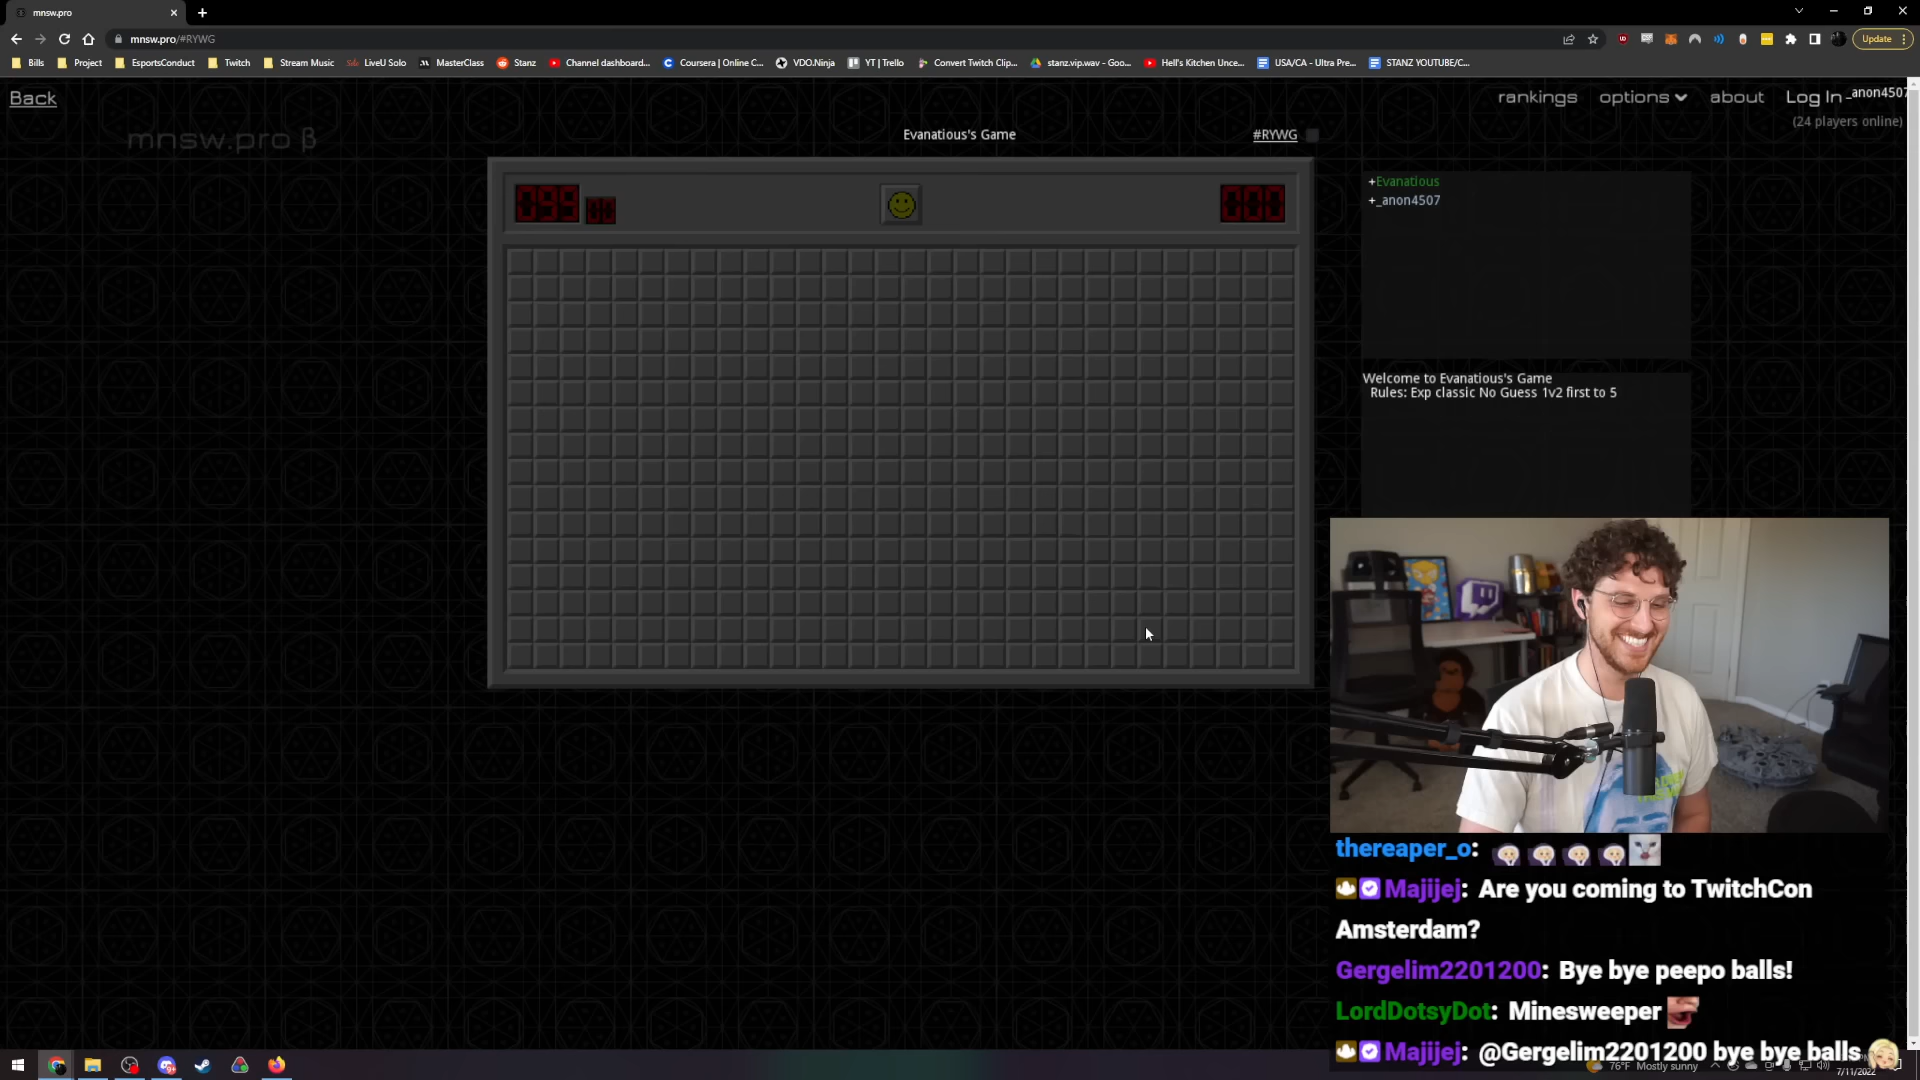 mnsw.pro
mnsw.pro/#RYWG
Update
Bills Project EsportsConduct Twitch Stream Music LiveU Solo MasterClass Stanz Channel dashboard... Coursera | Online C... VDO.Ninja YT | Trello Convert Twitch Clip... stanz.vip.wav - Goo... Hell's Kitchen Unce... USA/CA - Ultra Pre... STANZ YOUTUBE/C...
Back
rankings options about Log In _anon4507
(24 players online)
mnsw.pro β
Evanatious's Game
#RYWG
099
000
+Evanatious
+_anon4507
Welcome to Evanatious's Game
Rules: Exp classic No Guess 1v2 first to 5
thereaper_o:
Majijej: Are you coming to TwitchCon
Amsterdam?
Gergelim2201200: Bye bye peepo balls!
LordDotsyDot: Minesweeper
Majijej: @Gergelim2201200 bye bye balls
76°F Mostly sunny
7/11/2022